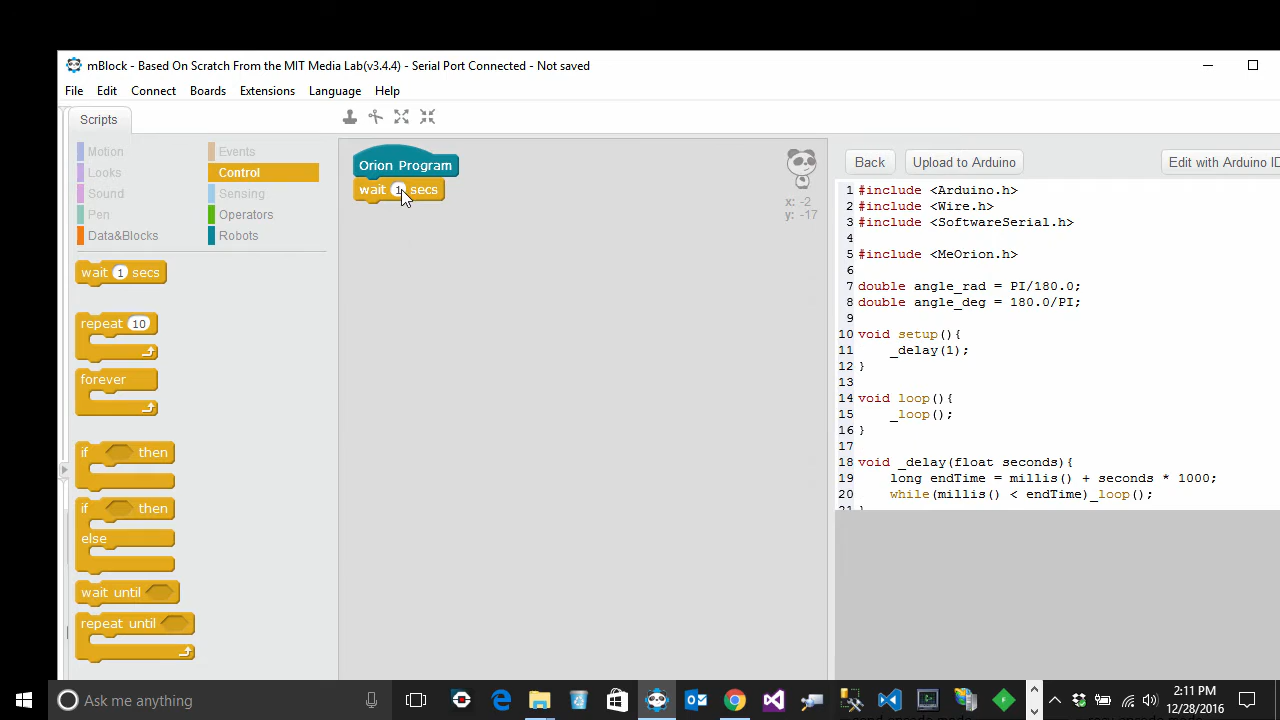 mBlock - Based On Scratch From the MIT Media Lab(v3.4.4) - Serial Port Connected - Not saved
File Edit Connect Boards Extensions Language Help
Scripts
Motion Events
Looks Control
Sound Sensing
Pen Operators
Data&Blocks Robots
wait 1 secs
repeat 10
forever
if then
if then
else
wait until
repeat until
Orion Program
wait 1 secs
x: -2
y: -17
Back Upload to Arduino Edit with Arduino ID
1 #include <Arduino.h>
2 #include <Wire.h>
3 #include <SoftwareSerial.h>
4
5 #include <MeOrion.h>
6
7 double angle_rad = PI/180.0;
8 double angle_deg = 180.0/PI;
9
10 void setup(){
11 _delay(1);
12 }
13
14 void loop(){
15 _loop();
16 }
17
18 void _delay(float seconds){
19 long endTime = millis() + seconds * 1000;
20 while(millis() < endTime)_loop();
Ask me anything
2:11 PM
12/28/2016